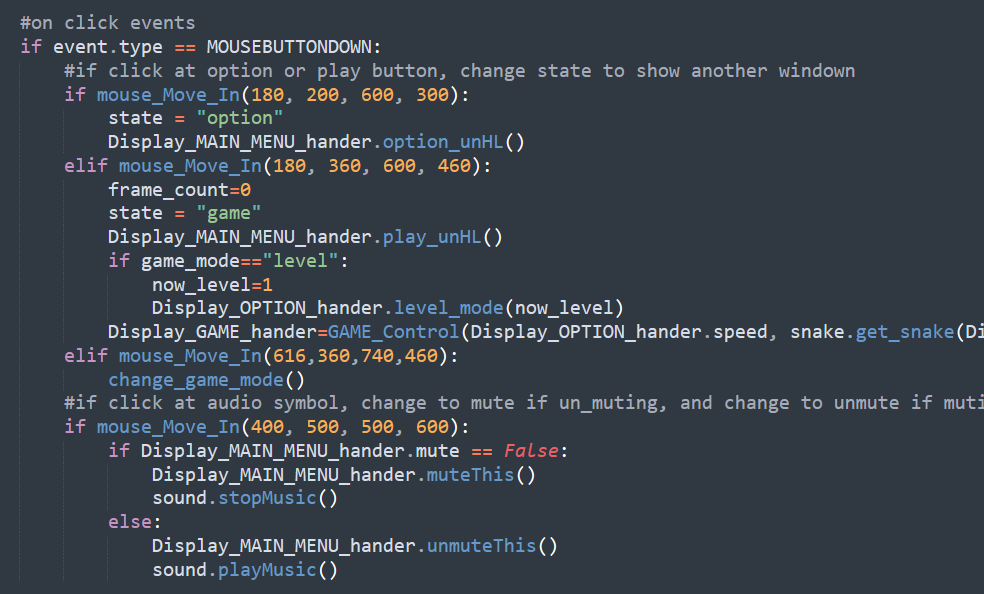 #on click events
if event.type == MOUSEBUTTONDOWN:
#if click at option or play button, change state to show another windown
if mouse_Move_In(180, 200, 600, 300):
state = "option"
Display_MAIN_MENU_hander.option_unHL()
elif mouse_Move_In(180, 360, 600, 460):
frame_count=0
state = "game"
Display_MAIN_MENU_hander.play_unHL()
if game_mode=="level":
now_level=1
Display_OPTION_hander.level_mode(now_level)
Display_GAME_hander=GAME_Control(Display_OPTION_hander.speed, snake.get_snake(Di
elif mouse_Move_In(616,360,740,460):
change_game_mode()
#if click at audio symbol, change to mute if un_muting, and change to unmute if muti
if mouse_Move_In(400, 500, 500, 600):
if Display_MAIN_MENU_hander.mute == False:
Display_MAIN_MENU_hander.muteThis()
sound.stopMusic()
else:
Display_MAIN_MENU_hander.unmuteThis()
sound.playMusic()